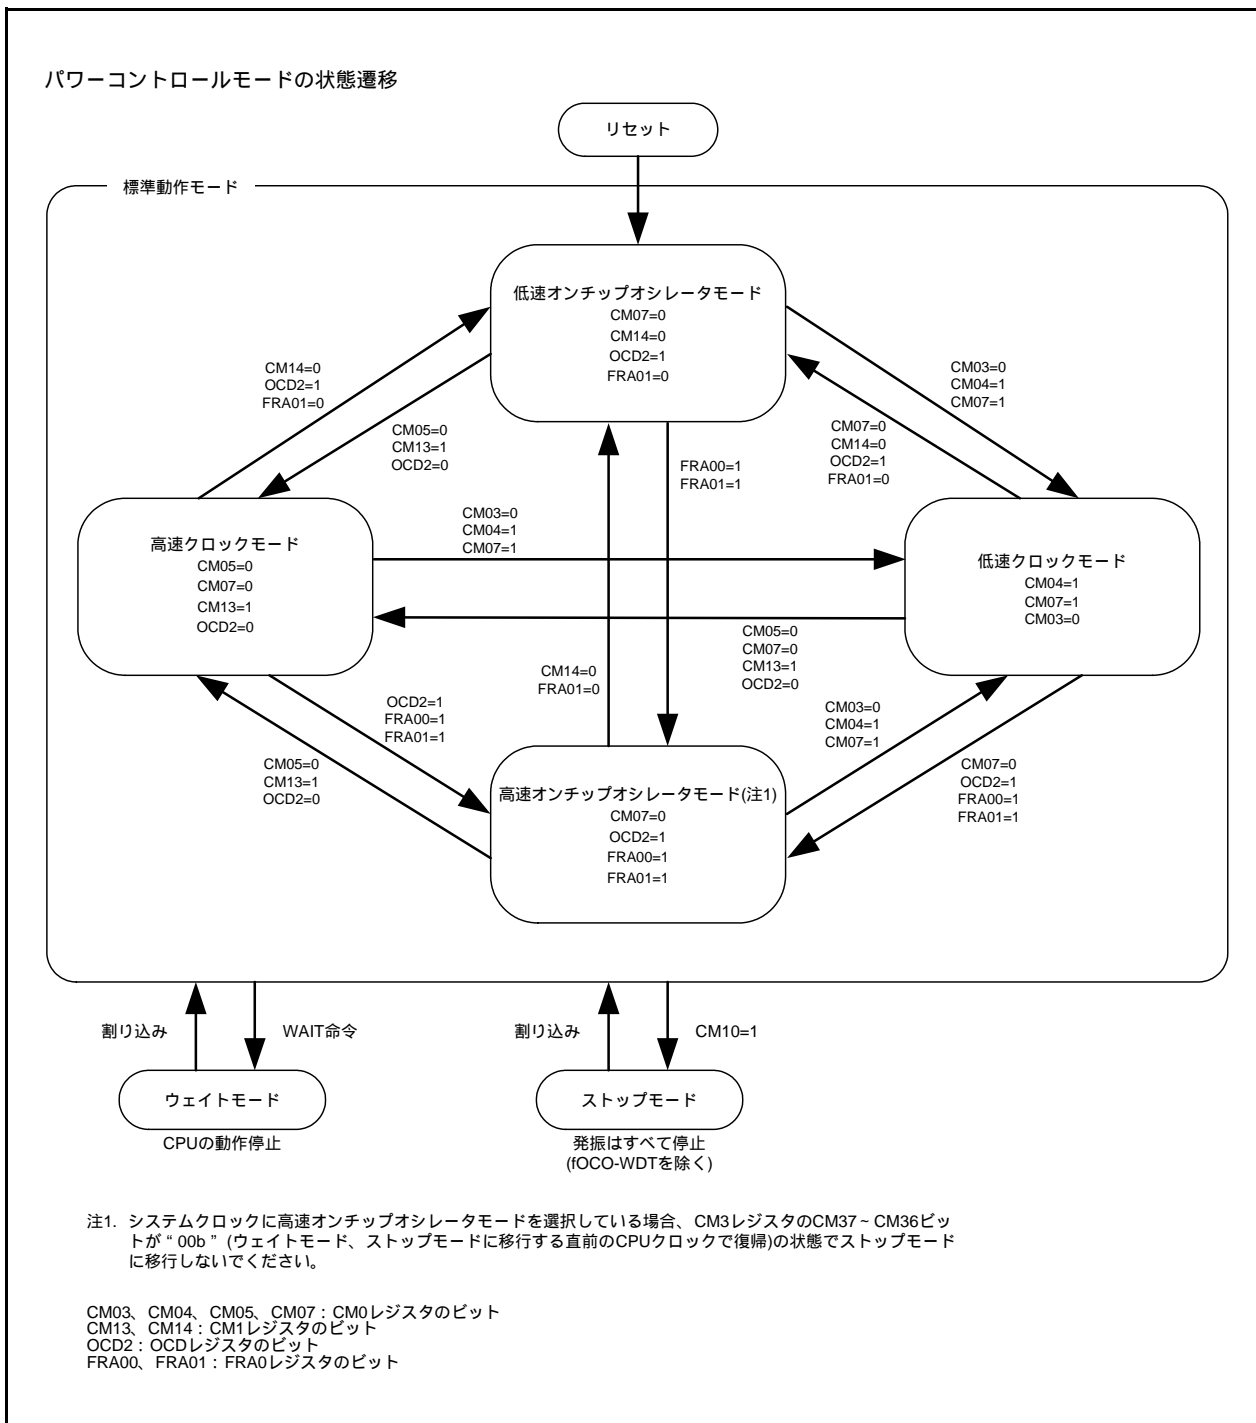 パワーコントロールモードの状態遷移
リセット
標準動作モード
低速オンチップオシレータモード
CM07=0
CM14=0
OCD2=1
FRA01=0
CM14=0
OCD2=1
FRA01=0
CM03=0
CM04=1
CM07=1
CM05=0
CM13=1
OCD2=0
CM07=0
CM14=0
OCD2=1
FRA01=0
FRA00=1
FRA01=1
高速クロックモード
CM05=0
CM07=0
CM13=1
OCD2=0
CM03=0
CM04=1
CM07=1
低速クロックモード
CM04=1
CM07=1
CM03=0
CM05=0
CM07=0
CM13=1
OCD2=0
CM14=0
FRA01=0
OCD2=1
FRA00=1
FRA01=1
CM03=0
CM04=1
CM07=1
CM05=0
CM13=1
OCD2=0
CM07=0
OCD2=1
FRA00=1
FRA01=1
高速オンチップオシレータモード(注1)
CM07=0
OCD2=1
FRA00=1
FRA01=1
割り込み
WAIT命令
割り込み
CM10=1
ウェイトモード
CPUの動作停止
ストップモード
発振はすべて停止
(fOCO-WDTを除く)
注1. システムクロックに高速オンチップオシレータモードを選択している場合、CM3レジスタのCM37~CM36ビッ
トが“00b”(ウェイトモード、ストップモードに移行する直前のCPUクロックで復帰)の状態でストップモード
に移行しないでください。
CM03、CM04、CM05、CM07:CM0レジスタのビット
CM13、CM14:CM1レジスタのビット
OCD2:OCDレジスタのビット
FRA00、FRA01:FRA0レジスタのビット